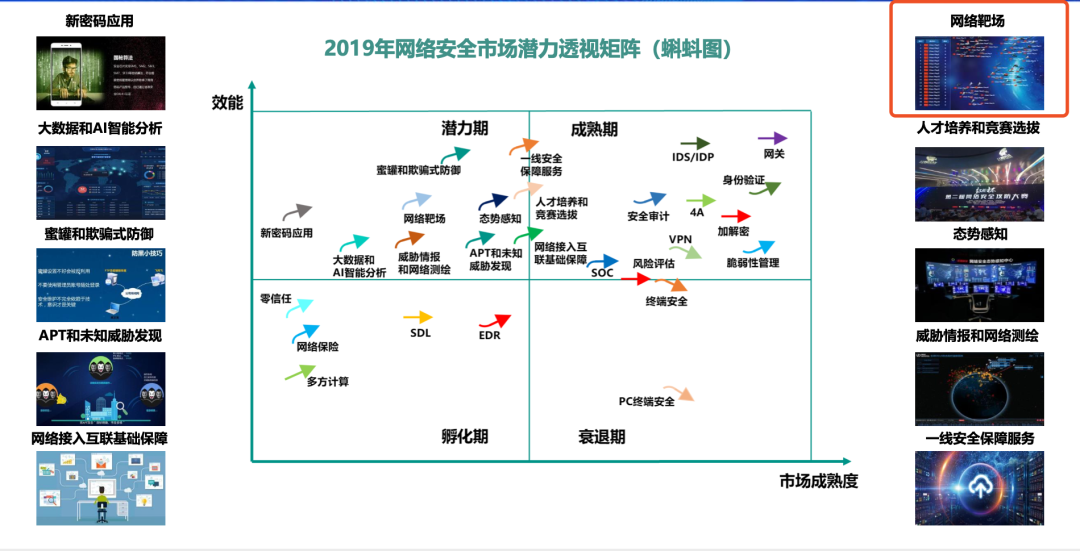 新密码应用
大数据和AI智能分析
蜜罐和欺骗式防御
防黑小技巧
APT和未知威胁发现
网络接入互联基础保障
2019年网络安全市场潜力透视矩阵（蝌蚪图）
效能
潜力期
成熟期
蜜罐和欺骗式防御
一线安全
保障服务
IDS/IDP
网关
网络靶场
态势感知
人才培养和
竞赛选拔
安全审计
4A
身份验证
加解密
新密码应用
大数据和
AI智能分析
威胁情报
和网络测绘
APT和未知
威胁发现
网络接入互
联基础保障
SOC
VPN
风险评估
脆弱性管理
终端安全
零信任
网络保险
多方计算
SDL
EDR
PC终端安全
孵化期
衰退期
市场成熟度
网络靶场
人才培养和竞赛选拔
态势感知
威胁情报和网络测绘
一线安全保障服务